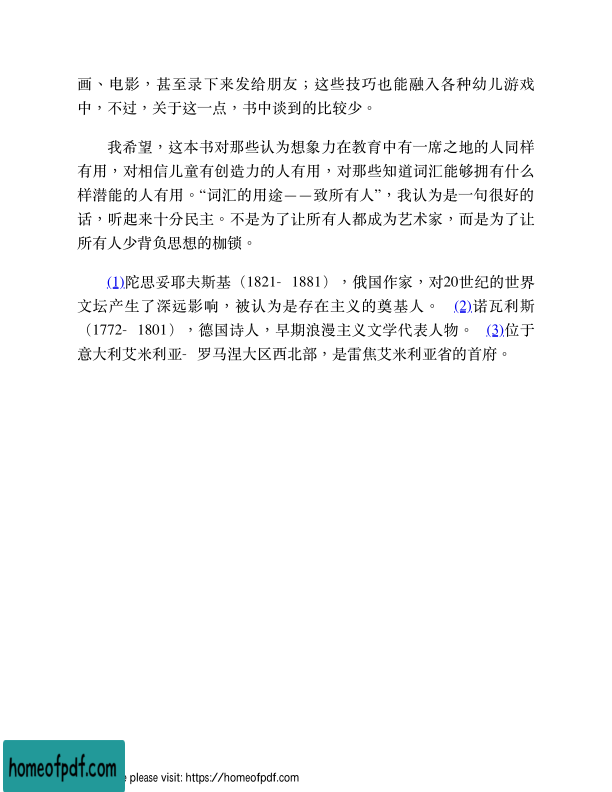 画、电影，甚至录下来发给朋友；这些技巧也能融入各种幼儿游戏
中，不过，关于这一点，书中谈到的比较少。
我希望，这本书对那些认为想象力在教育中有一席之地的人同样
有用，对相信儿童有创造力的人有用，对那些知道词汇能够拥有什么
样潜能的人有用。“词汇的用途——致所有人”，我认为是一句很好的
话，听起来十分民主。不是为了让所有人都成为艺术家，而是为了让
所有人少背负思想的枷锁。
(1)陀思妥耶夫斯基（1821- 1881），俄国作家，对20世纪的世界
文坛产生了深远影响，被认为是存在主义的奠基人。 (2)诺瓦利斯
（1772- 1801），德国诗人，早期浪漫主义文学代表人物。 (3)位于
意大利艾米利亚- 罗马涅大区西北部，是雷焦艾米利亚省的首府。
homeofpdf.com
e please visit: https://homeofpdf.com